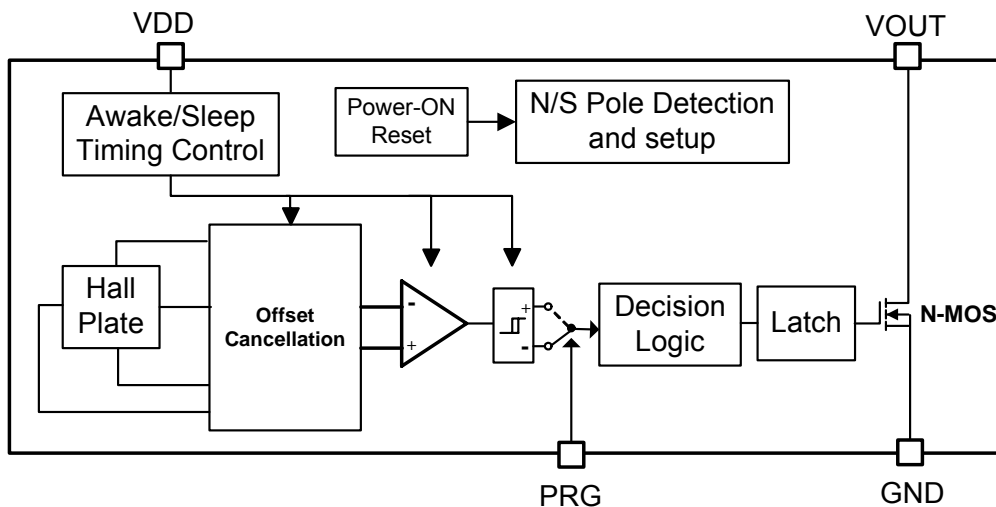 VDD
VOUT
Awake/Sleep
Timing Control
Power-ON
Reset
N/S Pole Detection
and setup
Hall
Plate
Offset
Cancellation
-
+
+
-
Decision
Logic
Latch
N-MOS
PRG
GND